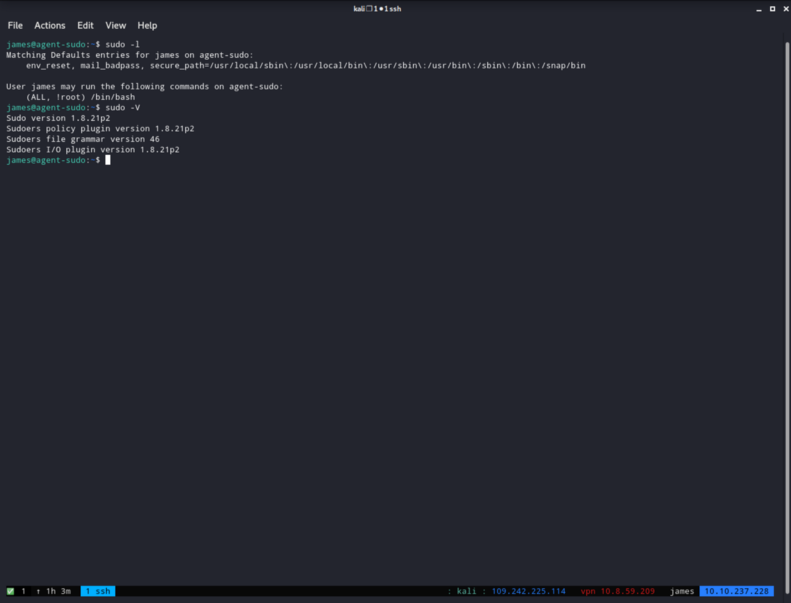 kali❐1●1ssh
File Actions Edit View Help
james@agent-sudo:~$ sudo -l
Matching Defaults entries for james on agent-sudo:
    env_reset, mail_badpass, secure_path=/usr/local/sbin\:/usr/local/bin\:/usr/sbin\:/usr/bin\:/sbin\:/bin\:/snap/bin

User james may run the following commands on agent-sudo:
    (ALL, !root) /bin/bash
james@agent-sudo:~$ sudo -V
Sudo version 1.8.21p2
Sudoers policy plugin version 1.8.21p2
Sudoers file grammar version 46
Sudoers I/O plugin version 1.8.21p2
james@agent-sudo:~$
1 ↑ 1h 3m 1 ssh : kali : 109.242.225.114 vpn 10.8.59.209 james 10.10.237.228